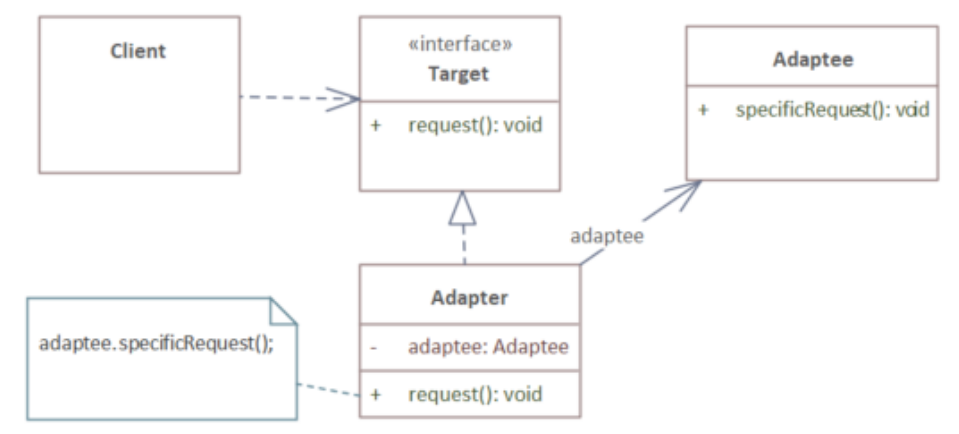 Client
«interface»
Target
+ request(): void
Adaptee
+ specificRequest(): void
adaptee
Adapter
- adaptee: Adaptee
+ request(): void
adaptee.specificRequest();